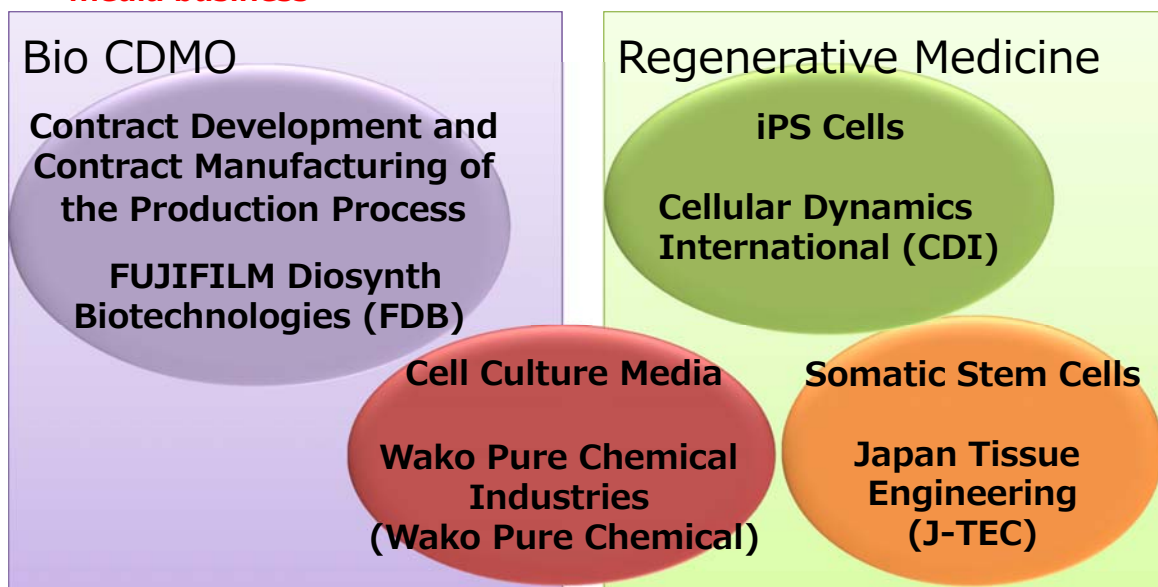 media business
Bio CDMO
Contract Development and
Contract Manufacturing of
the Production Process
FUJIFILM Diosynth
Biotechnologies (FDB)
Regenerative Medicine
iPS Cells
Cellular Dynamics
International (CDI)
Cell Culture Media
Wako Pure Chemical
Industries
(Wako Pure Chemical)
Somatic Stem Cells
Japan Tissue
Engineering
(J-TEC)